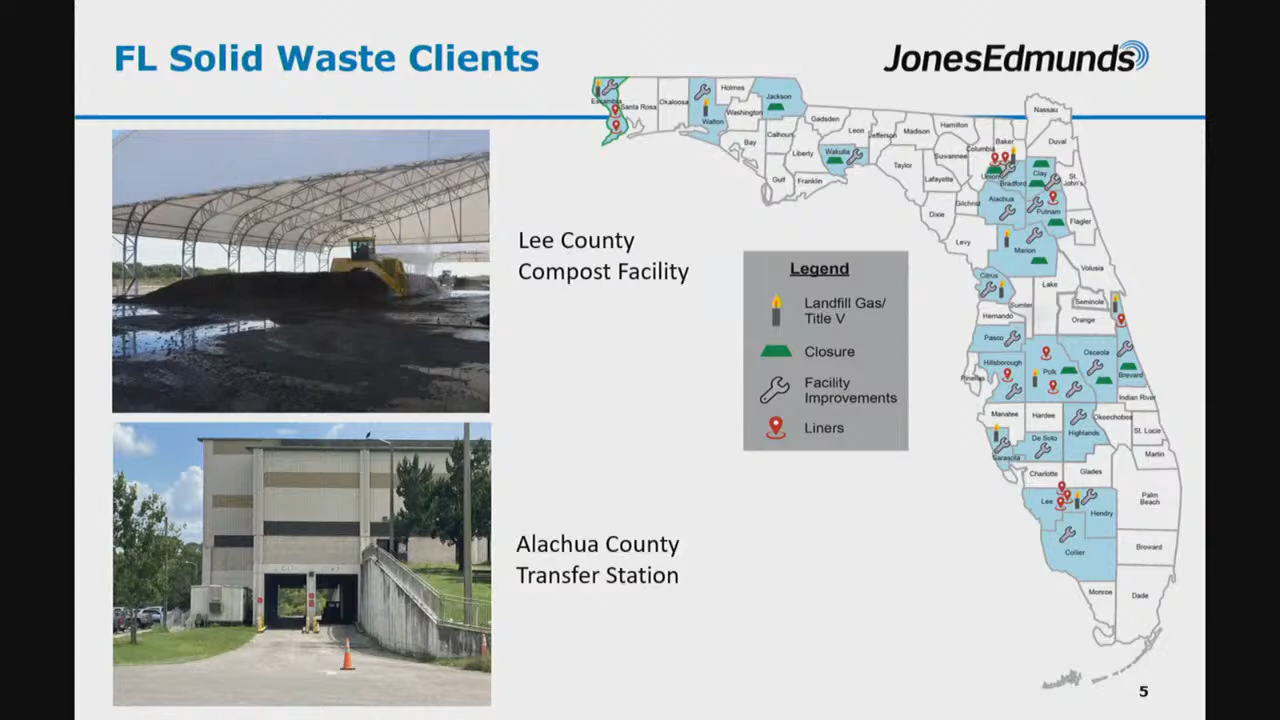 FL Solid Waste Clients
JonesEdmunds
Lee County
Compost Facility
Alachua County
Transfer Station
Legend
Landfill Gas/
Title V
Closure
Facility
Improvements
Liners
Escambia
Santa Rosa
Okaloosa
Walton
Holmes
Washington
Jackson
Bay
Calhoun
Gulf
Liberty
Gadsden
Franklin
Leon
Wakulla
Jefferson
Madison
Taylor
Hamilton
Suwannee
Lafayette
Dixie
Columbia
Gilchrist
Levy
Baker
Union
Bradford
Alachua
Nassau
Duval
Clay
St.
John's
Putnam
Flagler
Marion
Volusia
Citrus
Sumter
Lake
Hernando
Seminole
Orange
Pasco
Hillsborough
Pinellas
Polk
Osceola
Brevard
Indian River
Manatee
Hardee
Okeechobee
St. Lucie
Highlands
De Soto
Sarasota
Martin
Charlotte
Glades
Lee
Hendry
Palm
Beach
Collier
Broward
Monroe
Dade
5